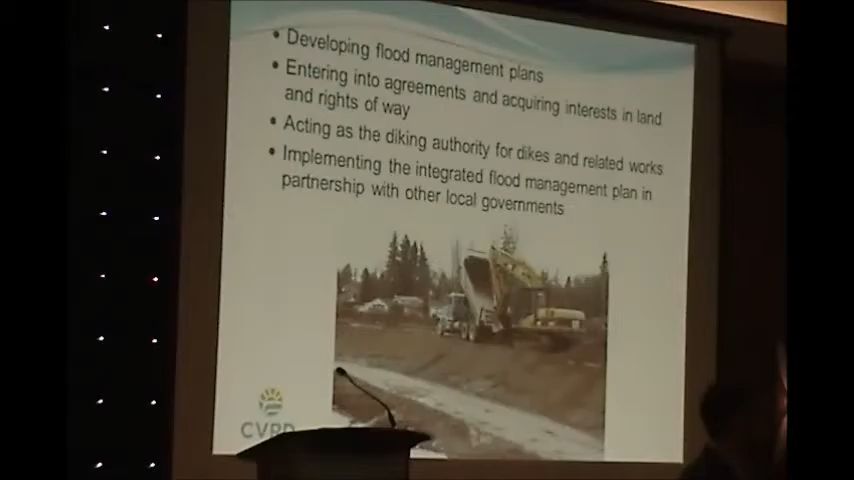 • Developing flood management plans
• Entering into agreements and acquiring interests in land
and rights of way
• Acting as the diking authority for dikes and related works
• Implementing the integrated flood management plan in
partnership with other local governments
CVRD